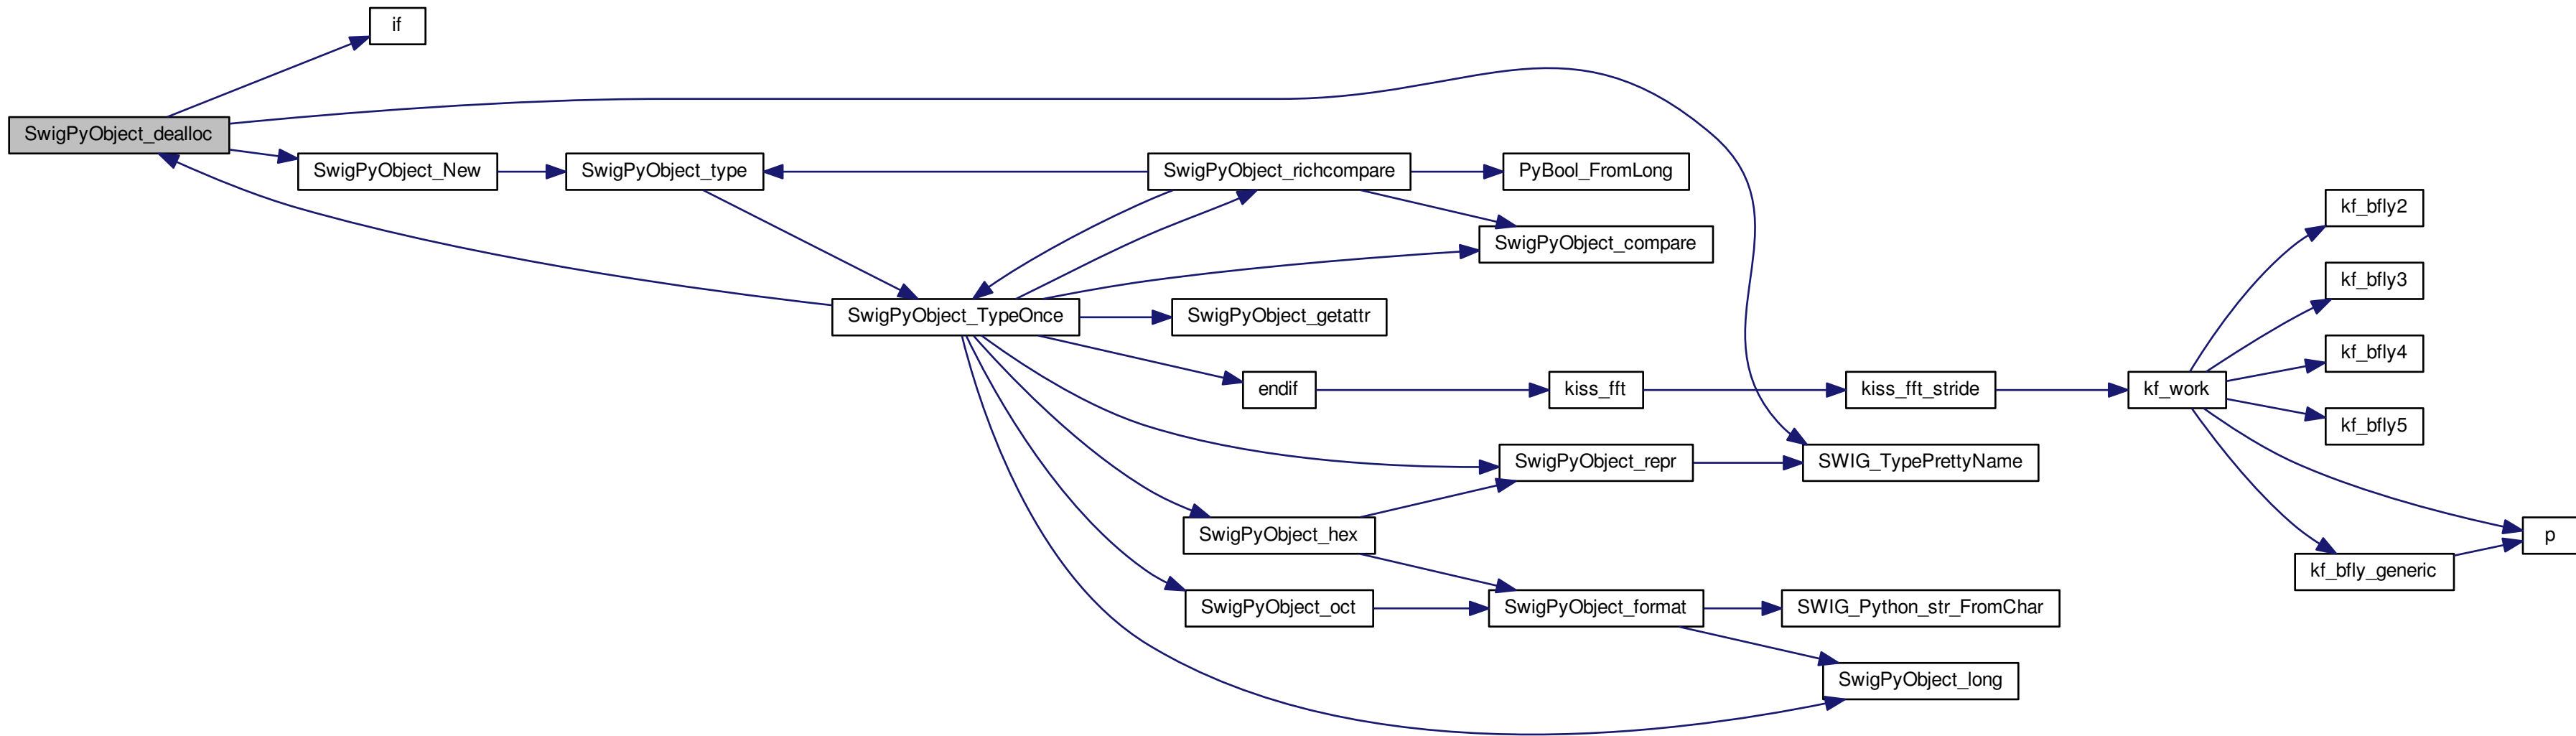 if
SwigPyObject_dealloc
SwigPyObject_New
SwigPyObject_type
SwigPyObject_richcompare
PyBool_FromLong
kf_bfly2
SwigPyObject_compare
kf_bfly3
SwigPyObject_TypeOnce
SwigPyObject_getattr
kf_bfly4
endif
kiss_fft
kiss_fft_stride
kf_work
kf_bfly5
SwigPyObject_repr
SWIG_TypePrettyName
SwigPyObject_hex
p
kf_bfly_generic
SwigPyObject_oct
SwigPyObject_format
SWIG_Python_str_FromChar
SwigPyObject_long